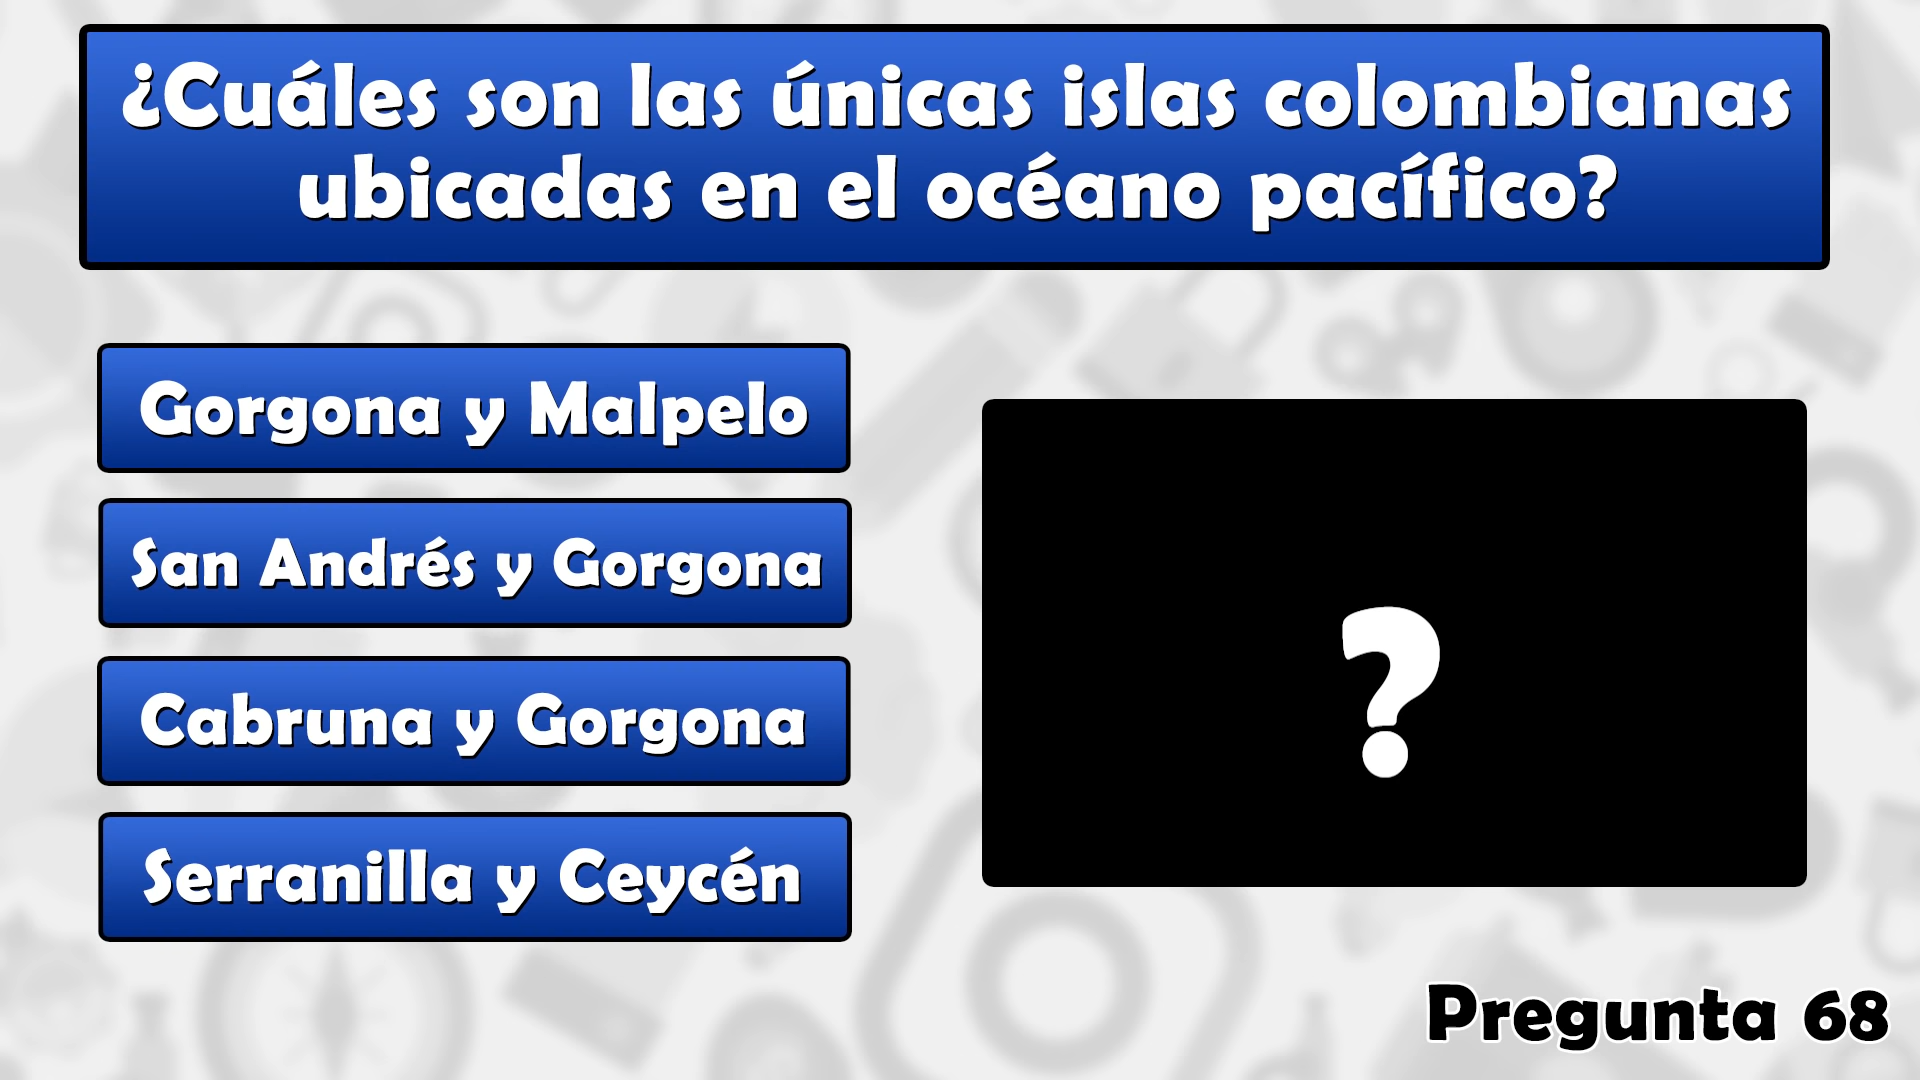 ¿Cuáles son las únicas islas colombianas
ubicadas en el océano pacífico?
Gorgona y Malpelo
San Andrés y Gorgona
Cabruna y Gorgona
Serranilla y Ceycén
?
Pregunta 68